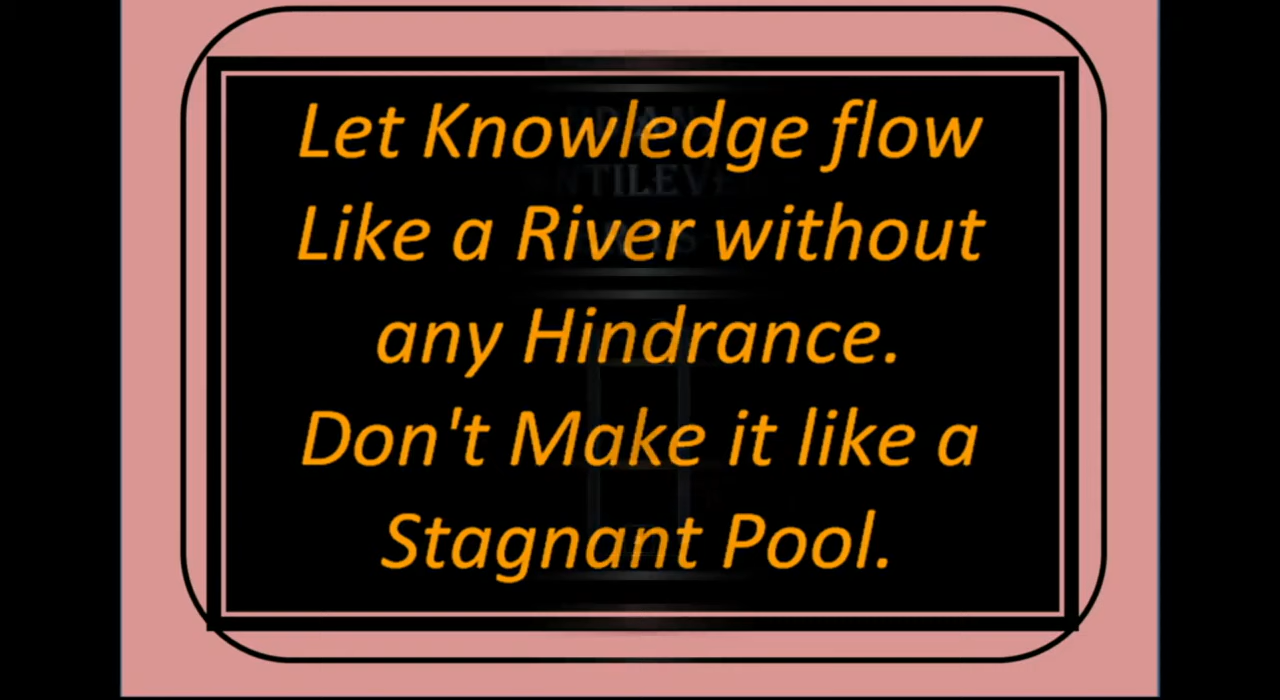 Let Knowledge flow
Like a River without
any Hindrance.
Don't Make it like a
Stagnant Pool.